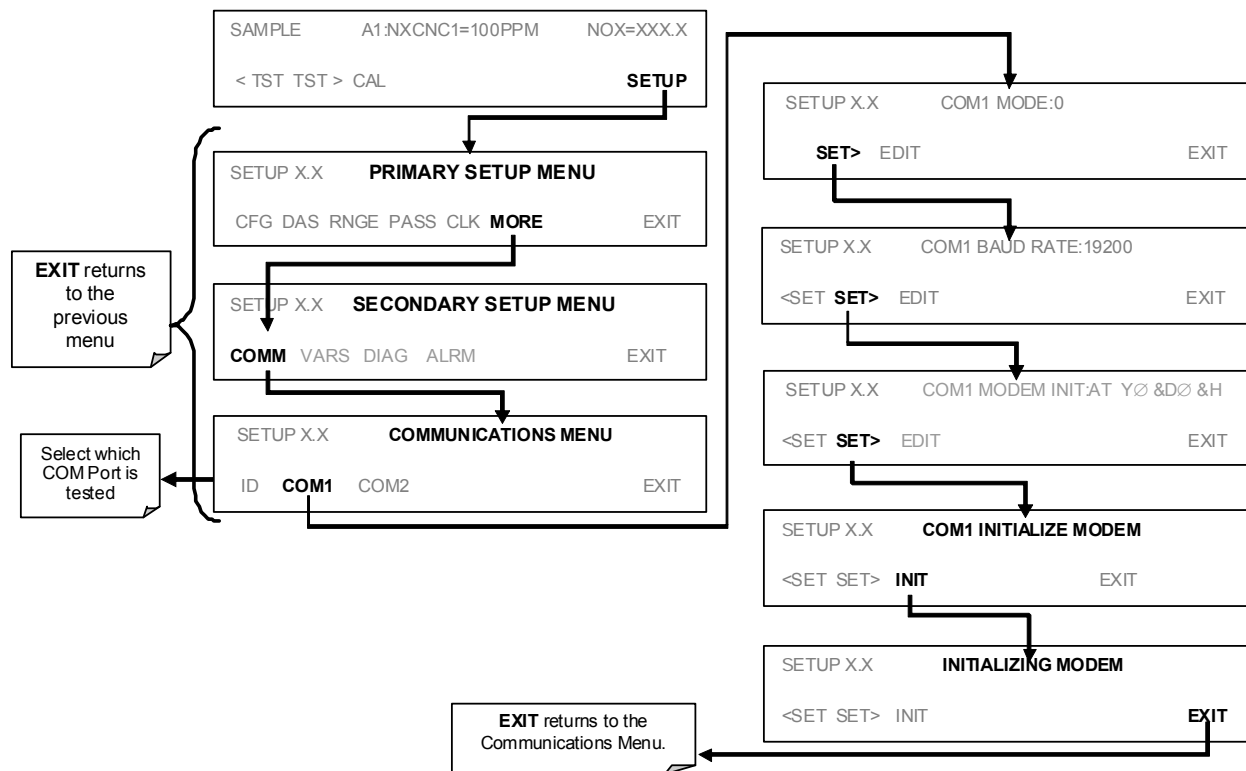 SAMPLE A1:NXCNC1=100PPM NOX=XXX.X
< TST TST > CAL SETUP
SETUP X.X PRIMARY SETUP MENU
CFG DAS RNGE PASS CLK MORE EXIT
EXIT returns
to the
previous
menu
SETUP X.X SECONDARY SETUP MENU
COMM VARS DIAG ALRM EXIT
Select which
COM Port is
tested
SETUP X.X COMMUNICATIONS MENU
ID COM1 COM2 EXIT
SETUP X.X COM1 MODE:0
SET> EDIT EXIT
SETUP X.X COM1 BAUD RATE:19200
<SET SET> EDIT EXIT
SETUP X.X COM1 MODEM INIT:AT Y∅ &D∅ &H
<SET SET> EDIT EXIT
SETUP X.X COM1 INITIALIZE MODEM
<SET SET> INIT EXIT
SETUP X.X INITIALIZING MODEM
<SET SET> INIT EXIT
EXIT returns to the
Communications Menu.